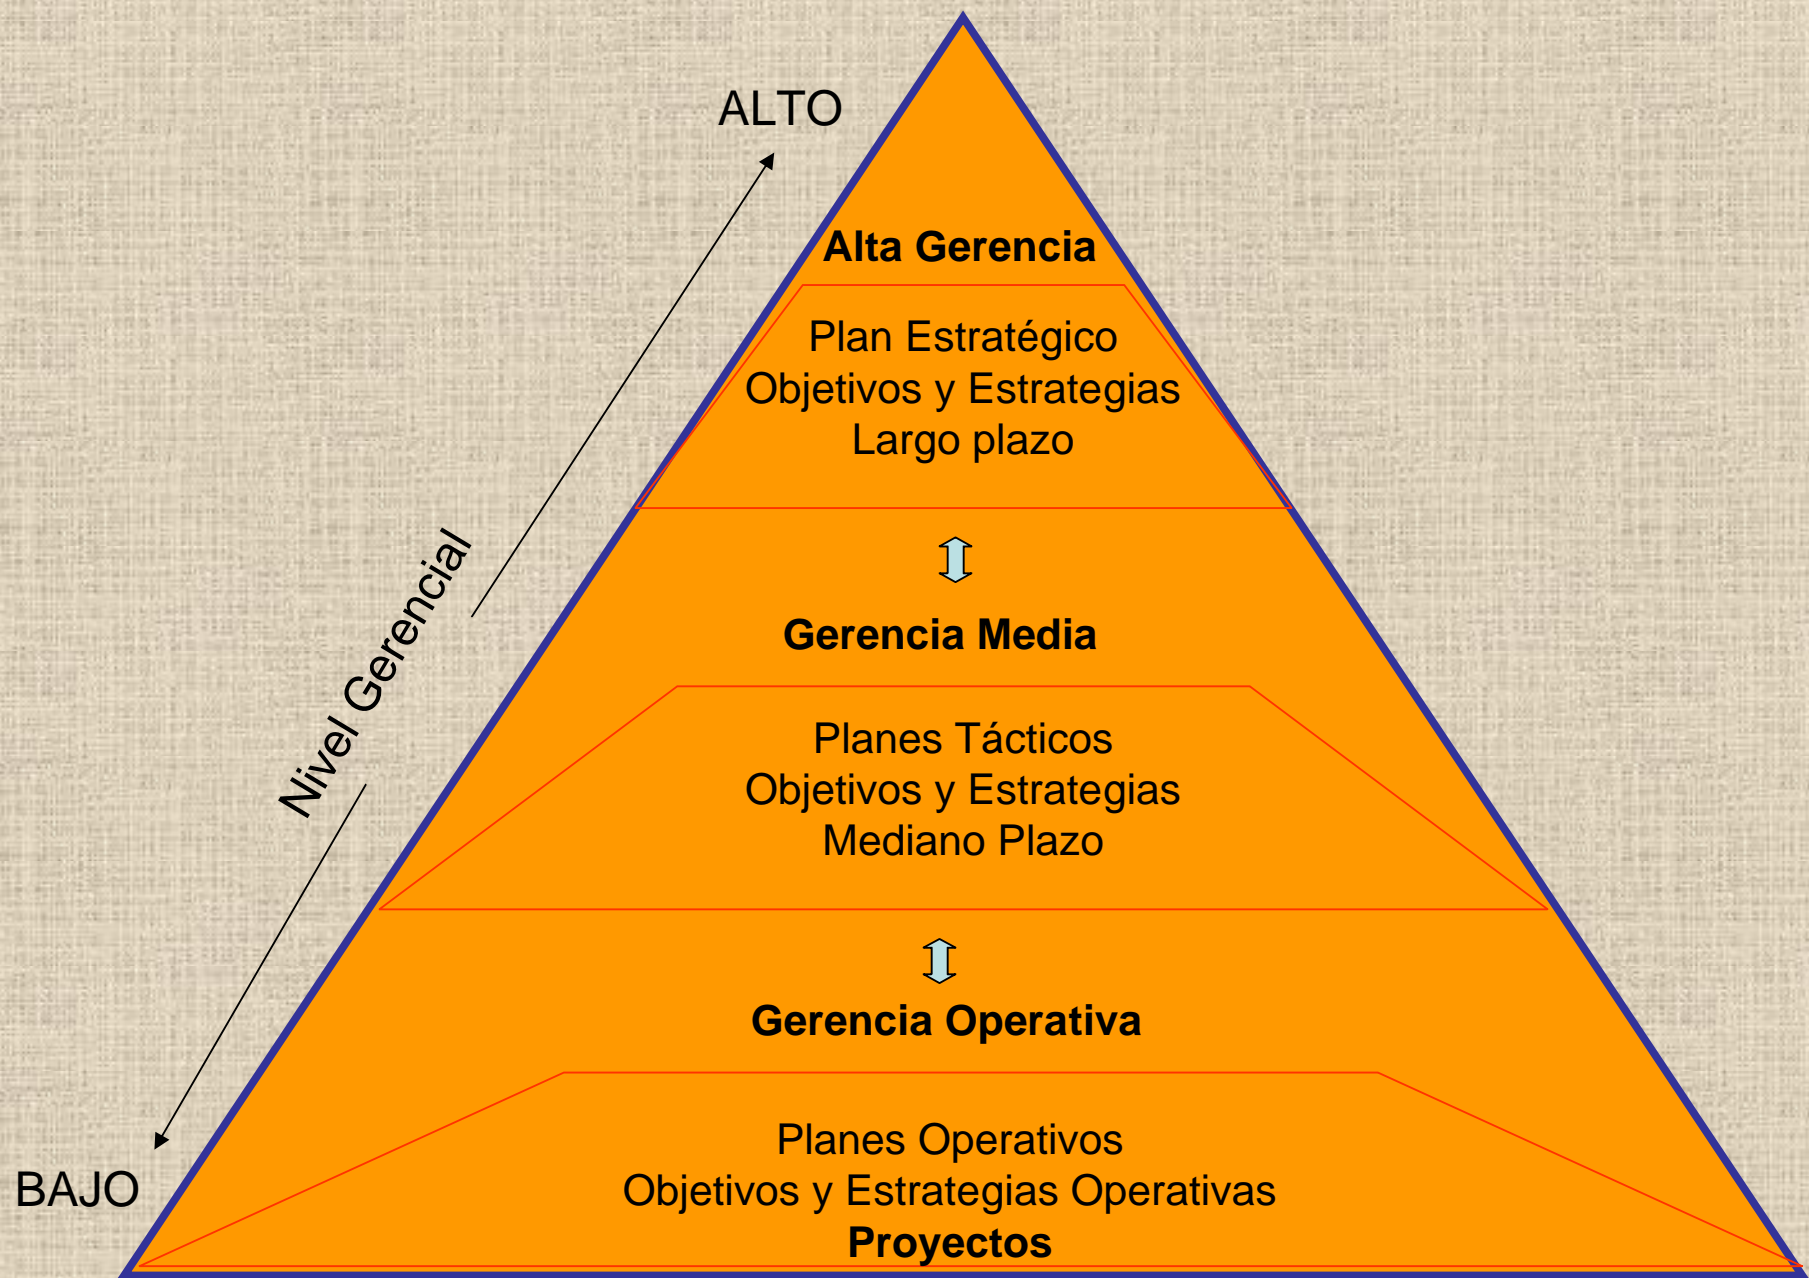 ALTO
Alta Gerencia
Plan Estratégico
Objetivos y Estrategias
Largo plazo
Nivel Gerencial
Gerencia Media
Planes Tácticos
Objetivos y Estrategias
Mediano Plazo
Gerencia Operativa
Planes Operativos
Objetivos y Estrategias Operativas
Proyectos
BAJO